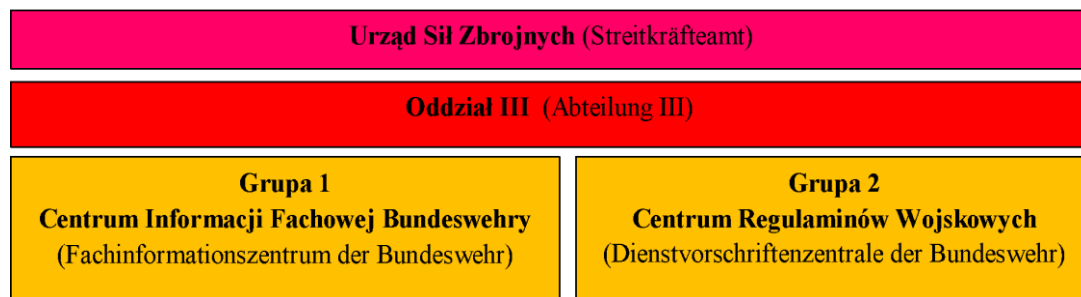 Urząd Sił Zbrojnych (Streitkräfteamt)
Oddział III (Abteilung III)
Grupa 1
Centrum Informacji Fachowej Bundeswehry
(Fachinformationszentrum der Bundeswehr)
Grupa 2
Centrum Regulaminów Wojskowych
(Dienstvorschriftenzentrale der Bundeswehr)